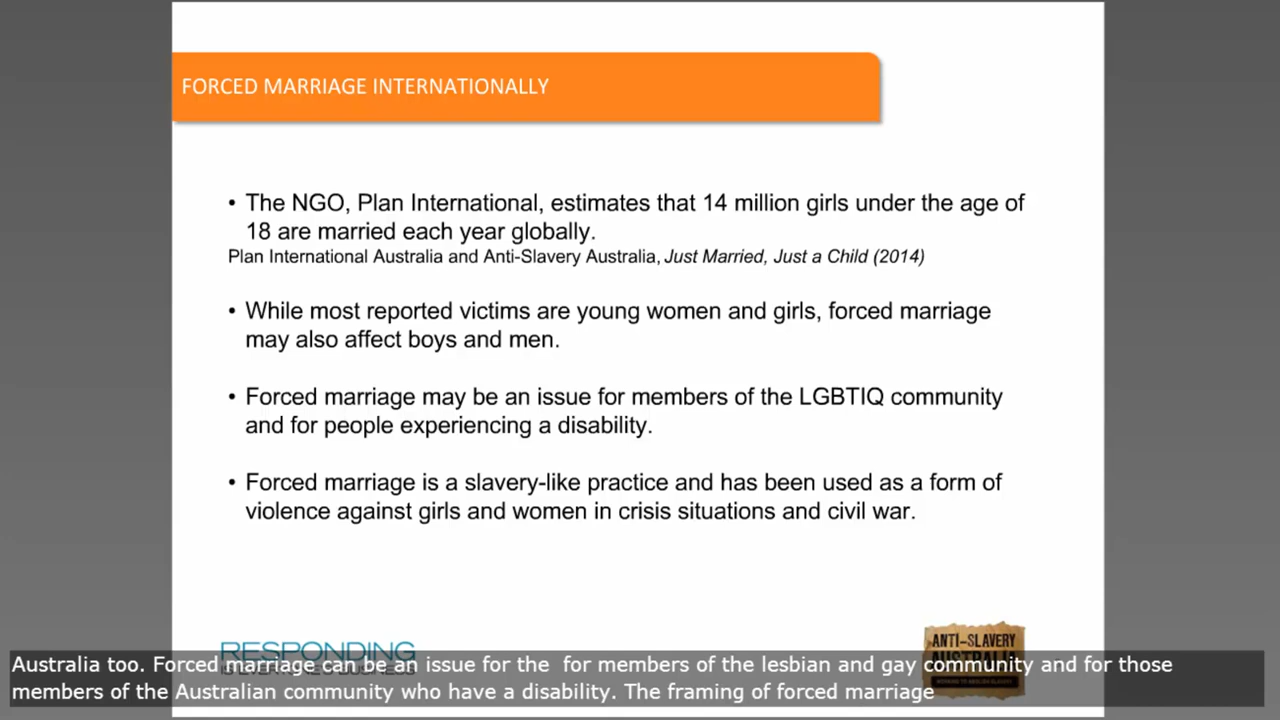 FORCED MARRIAGE INTERNATIONALLY
• The NGO, Plan International, estimates that 14 million girls under the age of
18 are married each year globally.
Plan International Australia and Anti-Slavery Australia, Just Married, Just a Child (2014)
• While most reported victims are young women and girls, forced marriage
may also affect boys and men.
• Forced marriage may be an issue for members of the LGBTIQ community
and for people experiencing a disability.
• Forced marriage is a slavery-like practice and has been used as a form of
violence against girls and women in crisis situations and civil war.
RESPONDING
ANTI-SLAVERY
AUSTRALIA
Australia too. Forced marriage can be an issue for the  for members of the lesbian and gay community and for those
members of the Australian community who have a disability. The framing of forced marriage